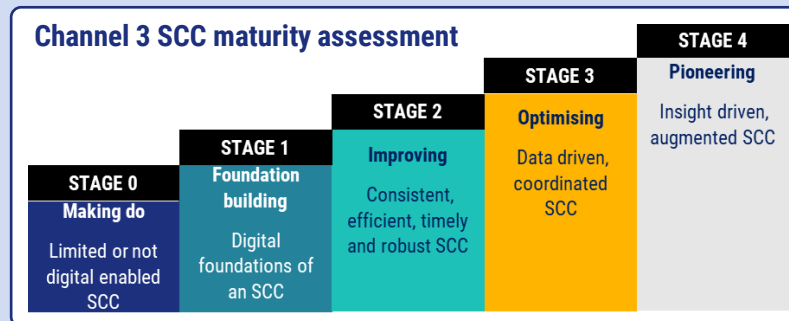 Channel 3 SCC maturity assessment
STAGE 0
Making do
Limited or not
digital enabled
SCC
STAGE 1
Foundation
building
Digital
foundations of
an SCC
STAGE 2
Improving
Consistent,
efficient, timely
and robust SCC
STAGE 3
Optimising
Data driven,
coordinated
SCC
STAGE 4
Pioneering
Insight driven,
augmented SCC